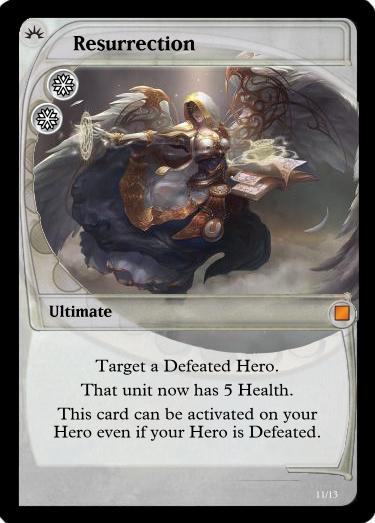 Resurrection
Ultimate
Target a Defeated Hero.
That unit now has 5 Health.
This card can be activated on your
Hero even if your Hero is Defeated.
11/13